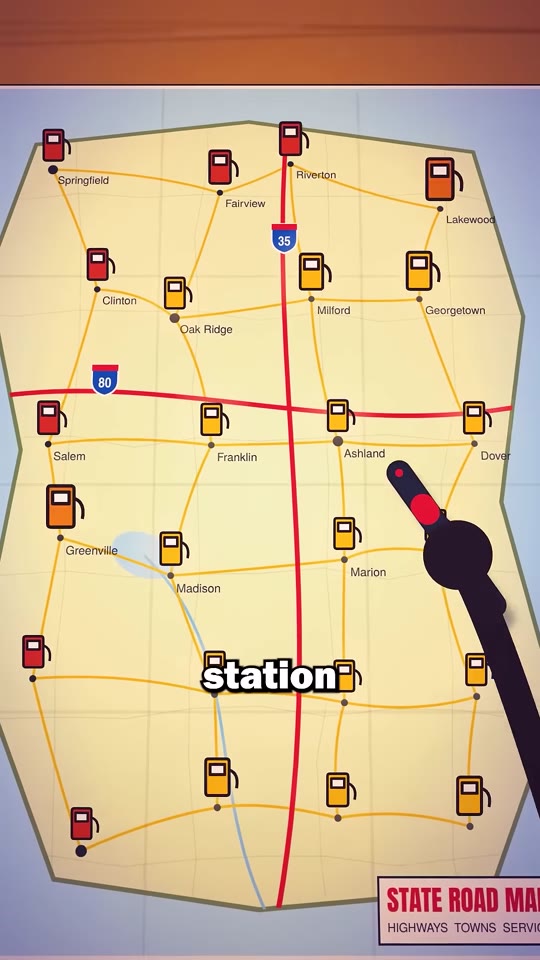 Springfield
Riverton
Fairview
Lakewood
35
Clinton
Milford
Georgetown
Oak Ridge
80
Salem
Franklin
Ashland
Dover
Greenville
Madison
Marion
station
STATE ROAD MA
HIGHWAYS TOWNS SERVIC